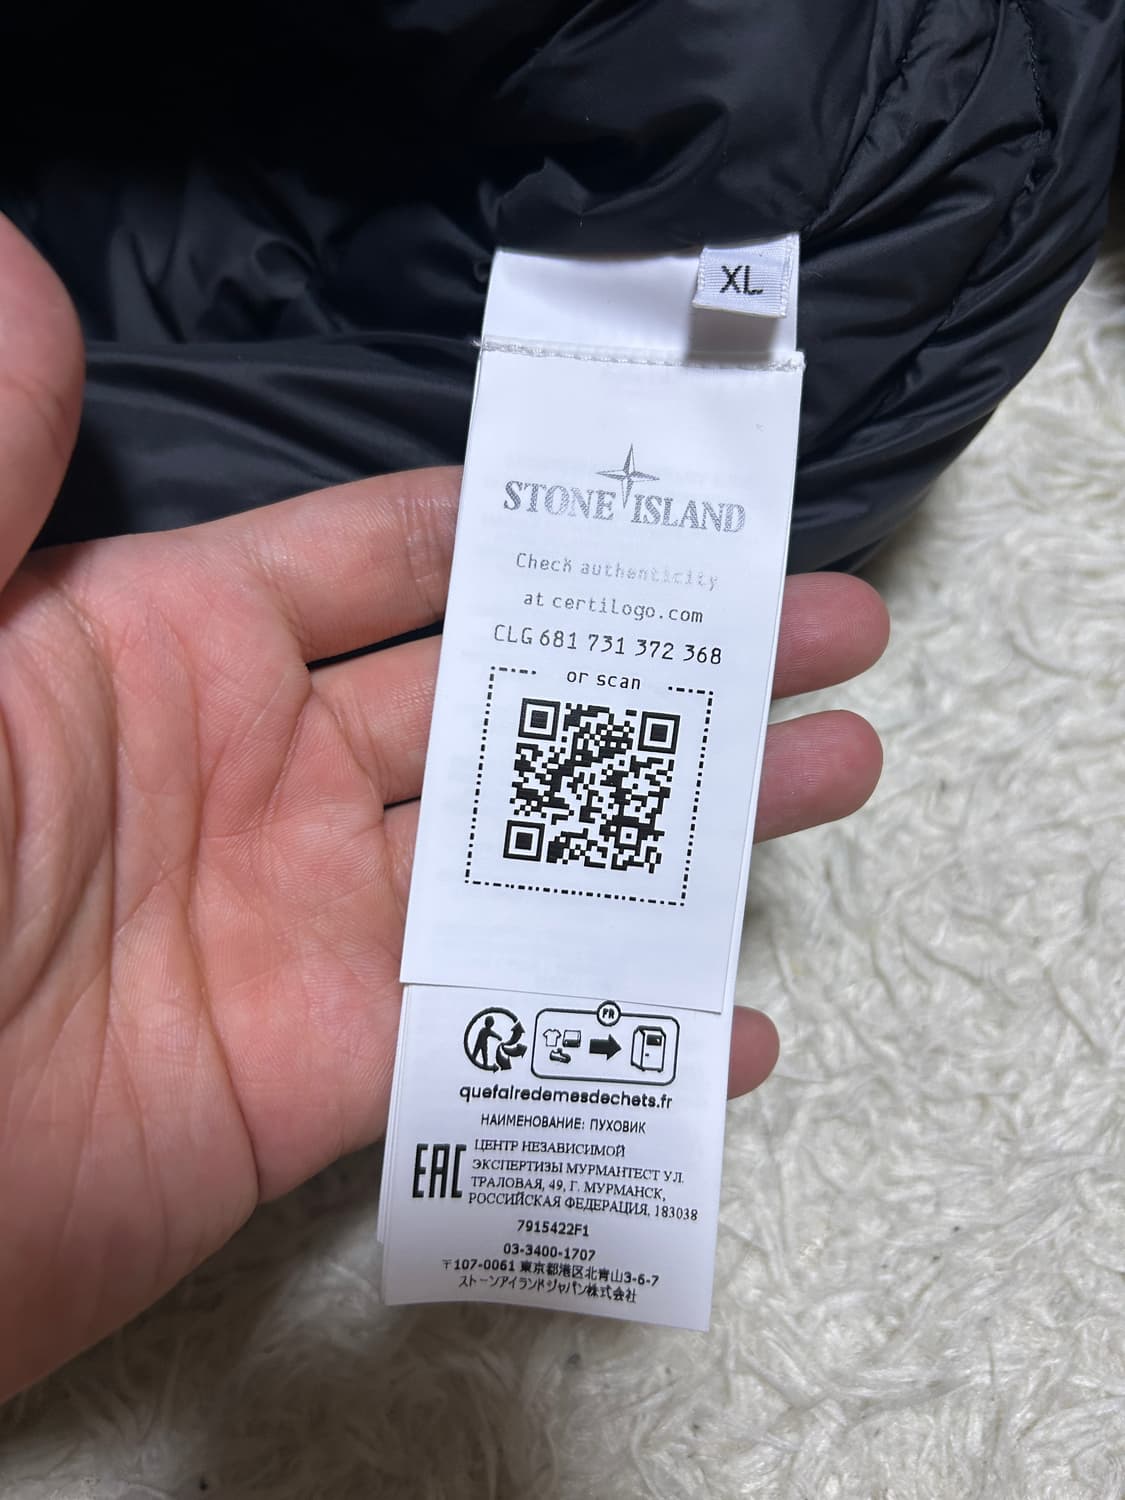 XL
STONE ISLAND
Check authenticity
at certilogo.com
CLG 681 731 372 368
or scan
FR
quefairedemesdechets.fr
НАИМЕНОВАНИЕ: ПУХОВИК
EAC
ЦЕНТР НЕЗАВИСИМОЙ
ЭКСПЕРТИЗЫ МУРМАНТЕСТ УЛ.
ТРАЛОВАЯ, 49, Г. МУРМАНСК,
РОССИЙСКАЯ ФЕДЕРАЦИЯ, 183038
7915422F1
03-3400-1707
〒107-0061 東京都港区北青山3-6-7
ストーンアイランドジャパン株式会社